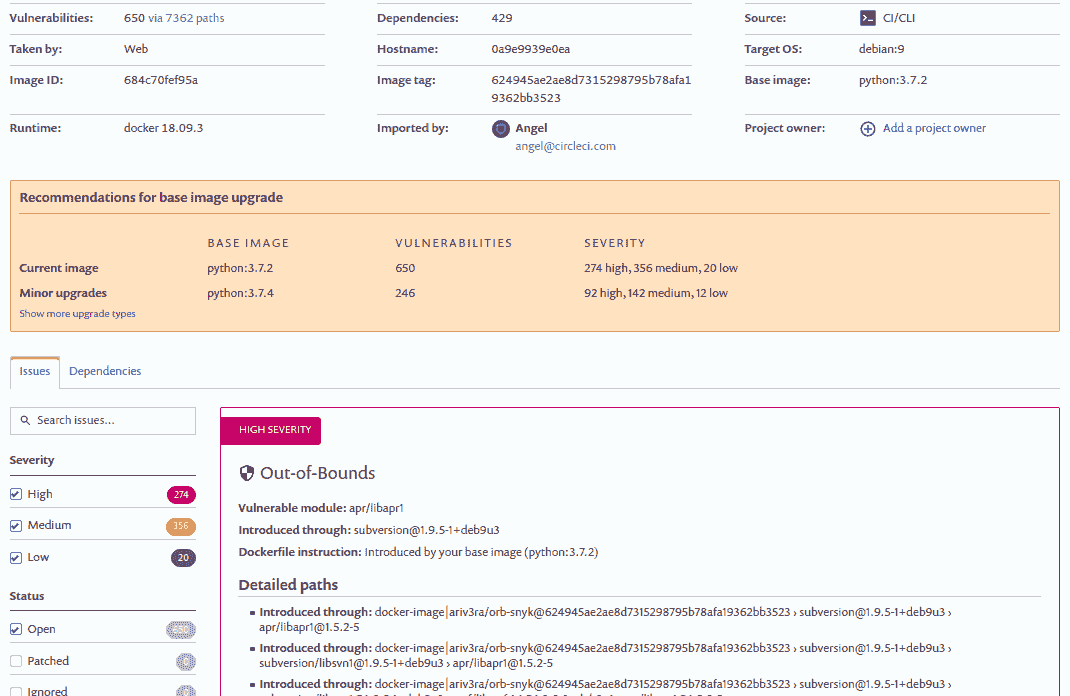 Vulnerabilities: 650 via 7362 paths
Dependencies: 429
Source: CI/CLI
Taken by: Web
Hostname: 0a9e9939e0ea
Target OS: debian:9
Image ID: 684c70fef95a
Image tag: 624945ae2ae8d7315298795b78afa1
9362bb3523
Base image: python:3.7.2
Runtime: docker 18.09.3
Imported by: Angel
angel@circleci.com
Project owner: Add a project owner
Recommendations for base image upgrade
BASE IMAGE VULNERABILITIES SEVERITY
Current image python:3.7.2 650 274 high, 356 medium, 20 low
Minor upgrades python:3.7.4 246 92 high, 142 medium, 12 low
Show more upgrade types
Issues Dependencies
Search issues...
Severity
High 274
Medium 356
Low 20
Status
Open
Patched
Ignored
HIGH SEVERITY
Out-of-Bounds
Vulnerable module: apr/libapr1
Introduced through: subversion@1.9.5-1+deb9u3
Dockerfile instruction: Introduced by your base image (python:3.7.2)
Detailed paths
Introduced through: docker-image|ariv3ra/orb-snyk@624945ae2ae8d7315298795b78afa19362bb3523 › subversion@1.9.5-1+deb9u3 ›
apr/libapr1@1.5.2-5
Introduced through: docker-image|ariv3ra/orb-snyk@624945ae2ae8d7315298795b78afa19362bb3523 › subversion@1.9.5-1+deb9u3 ›
subversion/libsvn1@1.9.5-1+deb9u3 › apr/libapr1@1.5.2-5
Introduced through: docker-image|ariv3ra/orb-snyk@624945ae2ae8d7315298795b78afa19362bb3523 › subversion@1.9.5-1+deb9u3 ›